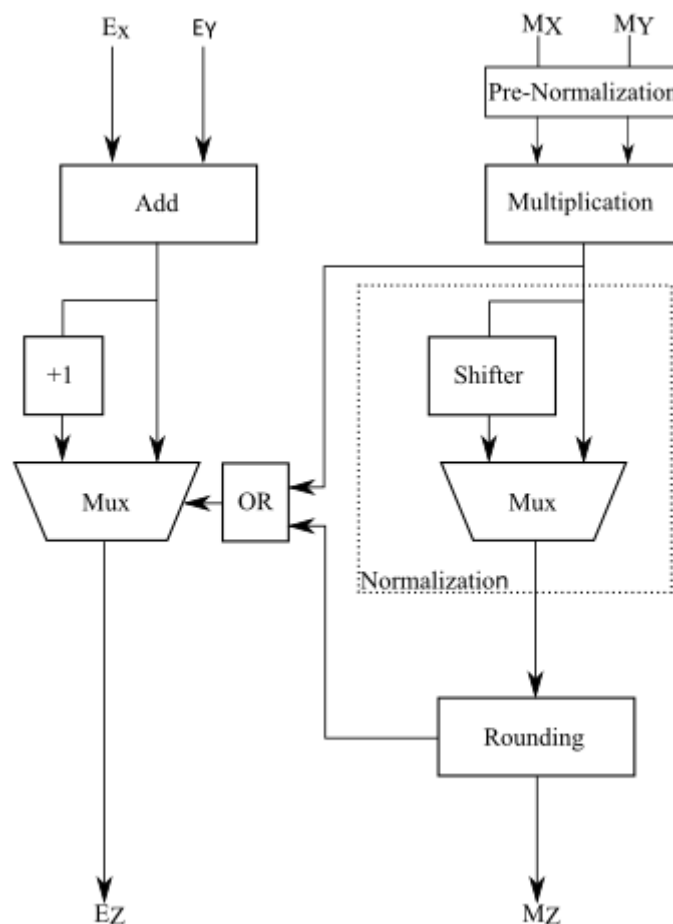 EX EY MX MY
Pre-Normalization
Add
Multiplication
+1
Shifter
Mux
OR
Mux
Normalization
Rounding
EZ
MZ